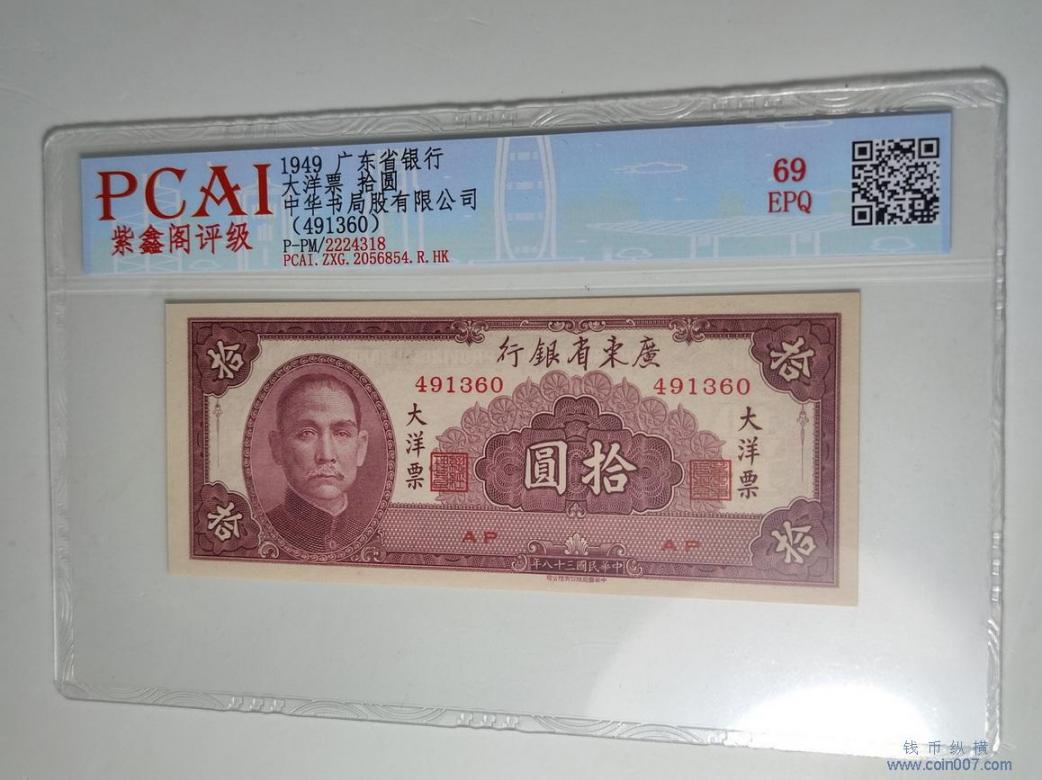 PCAI
紫鑫阁评级
1949 广东省银行
大洋票 拾圆
中华书局股有限公司
(491360)
P-PM/2224318
PCAI.ZXG.2056854.R.HK
69
EPQ
拾
行銀省東廣
拾
491360
491360
大洋票
圓拾
大洋票
拾
AP
AP
拾
年八十三國民華中
钱币纵横
www.coin007.com